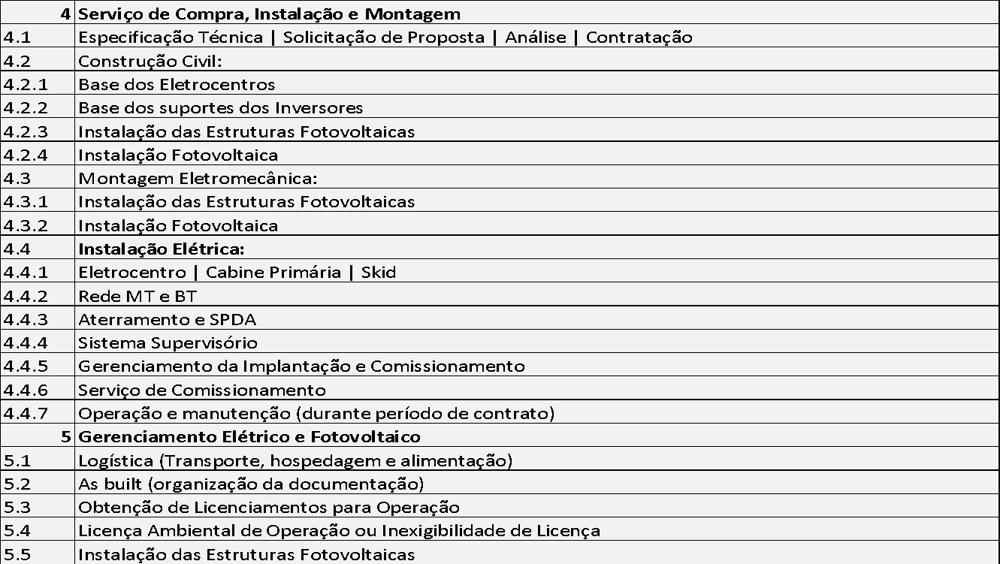 4 Serviço de Compra, Instalação e Montagem
4.1 Especificação Técnica | Solicitação de Proposta | Análise | Contratação
4.2 Construção Civil:
4.2.1 Base dos Eletrocentros
4.2.2 Base dos suportes dos Inversores
4.2.3 Instalação das Estruturas Fotovoltaicas
4.2.4 Instalação Fotovoltaica
4.3 Montagem Eletromecânica:
4.3.1 Instalação das Estruturas Fotovoltaicas
4.3.2 Instalação Fotovoltaica
4.4 Instalação Elétrica:
4.4.1 Eletrocentro | Cabine Primária | Skid
4.4.2 Rede MT e BT
4.4.3 Aterramento e SPDA
4.4.4 Sistema Supervisório
4.4.5 Gerenciamento da Implantação e Comissionamento
4.4.6 Serviço de Comissionamento
4.4.7 Operação e manutenção (durante período de contrato)
5 Gerenciamento Elétrico e Fotovoltaico
5.1 Logística (Transporte, hospedagem e alimentação)
5.2 As built (organização da documentação)
5.3 Obtenção de Licenciamentos para Operação
5.4 Licença Ambiental de Operação ou Inexigibilidade de Licença
5.5 Instalação das Estruturas Fotovoltaicas